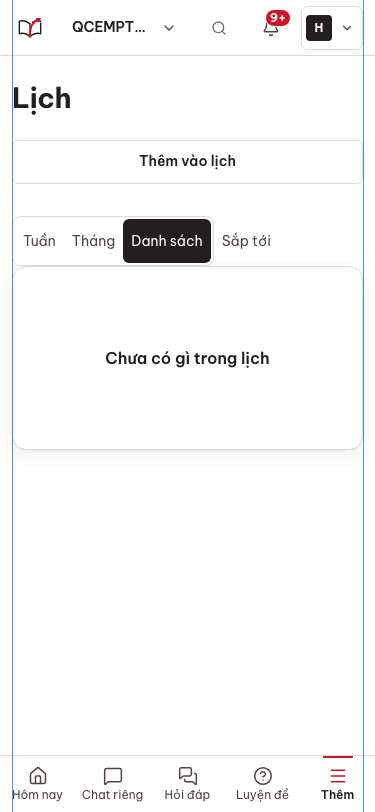 QCEMPT...
9+
H
Lịch
Thêm vào lịch
Tuần Tháng Danh sách Sắp tới
Chưa có gì trong lịch
Hôm nay Chat riêng Hỏi đáp Luyện đề Thêm